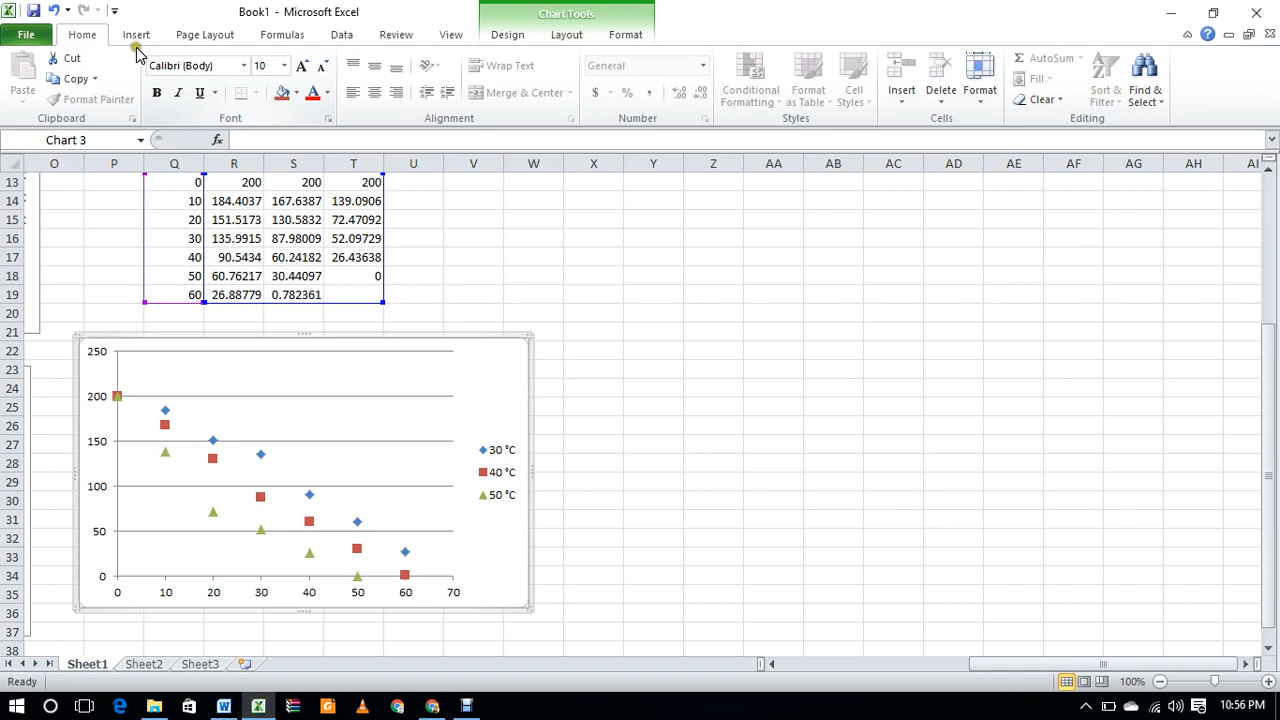 Book1 - Microsoft Excel
Chart Tools
File Home Insert Page Layout Formulas Data Review View Design Layout Format
Cut
Copy
Format Painter
Paste
Clipboard
Calibri (Body) 10
B I U
Font
Wrap Text
Merge & Center
Alignment
General
$ % ,
Number
Conditional Formatting
Format as Table
Cell Styles
Styles
Insert Delete Format
Cells
AutoSum
Fill
Clear
Sort & Filter
Find & Select
Editing
Chart 3 fx
O P Q R S T U V W X Y Z AA AB AC AD AE AF AG AH AI
13 0 200 200 200
14 10 184.4037 167.6387 139.0906
15 20 151.5173 130.5832 72.47092
16 30 135.9915 87.98009 52.09729
17 40 90.5434 60.24182 26.43638
18 50 60.76217 30.44097 0
19 60 26.88779 0.782361
20
21
22
23
24
25
26
27
28
29
30
31
32
33
34
35
36
37
38
250
200
150
100
50
0
0 10 20 30 40 50 60 70
30 °C
40 °C
50 °C
Sheet1 Sheet2 Sheet3
Ready
100%
10:56 PM